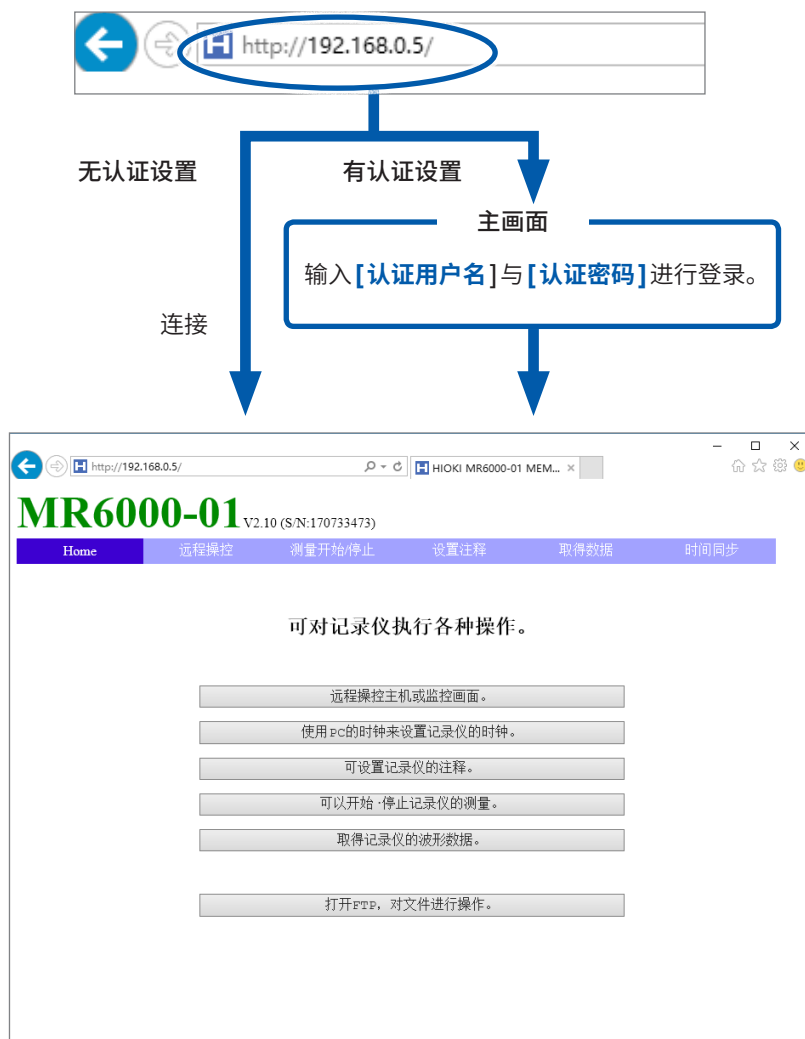 http://192.168.0.5/
无认证设置
有认证设置
主画面
输入[认证用户名]与[认证密码]进行登录。
连接
http://192.168.0.5/
HIOKI MR6000-01 MEM...
MR6000-01 V2.10 (S/N:170733473)
Home 远程操控 测量开始/停止 设置注释 取得数据 时间同步
可对记录仪执行各种操作。
远程操控主机或监控画面。
使用PC的时钟来设置记录仪的时钟。
可设置记录仪的注释。
可以开始·停止记录仪的测量。
取得记录仪的波形数据。
打开FTP，对文件进行操作。